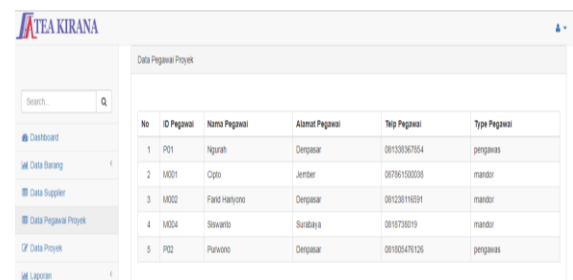 TEA KIRANA
Data Pegawai Proyek
Search...
Dashboard
Data Barang
Data Supplier
Data Pegawai Proyek
Data Proyek
Laporan
No ID Pegawai Nama Pegawai Alamat Pegawai Telp Pegawai Type Pegawai
1 P01 Ngurah Denpasar 081338367854 pengawas
2 M001 Cipto Jember 087861500038 mandor
3 M002 Farid Hariyono Denpasar 081238116891 mandor
4 M004 Siswanto Surabaya 0818738019 mandor
5 P02 Purwono Denpasar 081805476126 pengawas